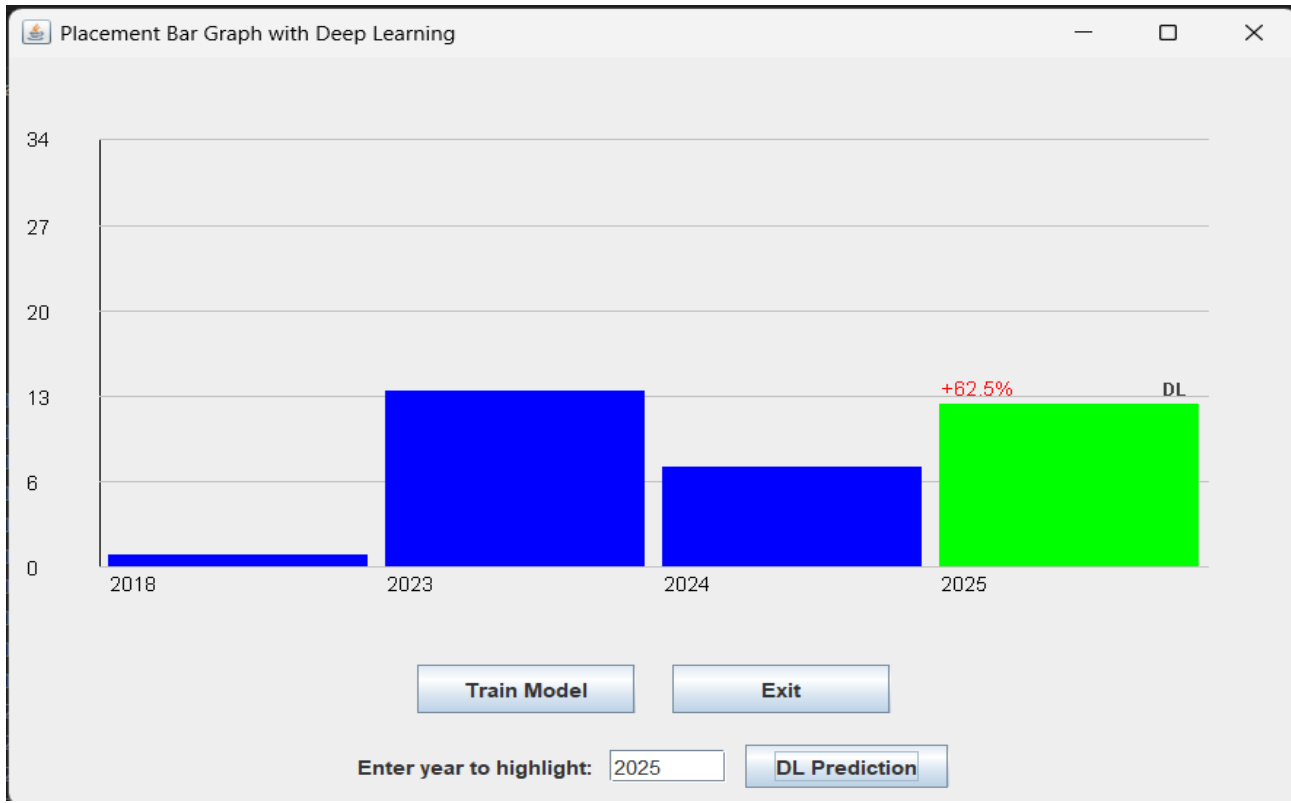 Placement Bar Graph with Deep Learning
34
27
20
13
+62.5% DL
6
0
2018 2023 2024 2025
Train Model Exit
Enter year to highlight: 2025 DL Prediction